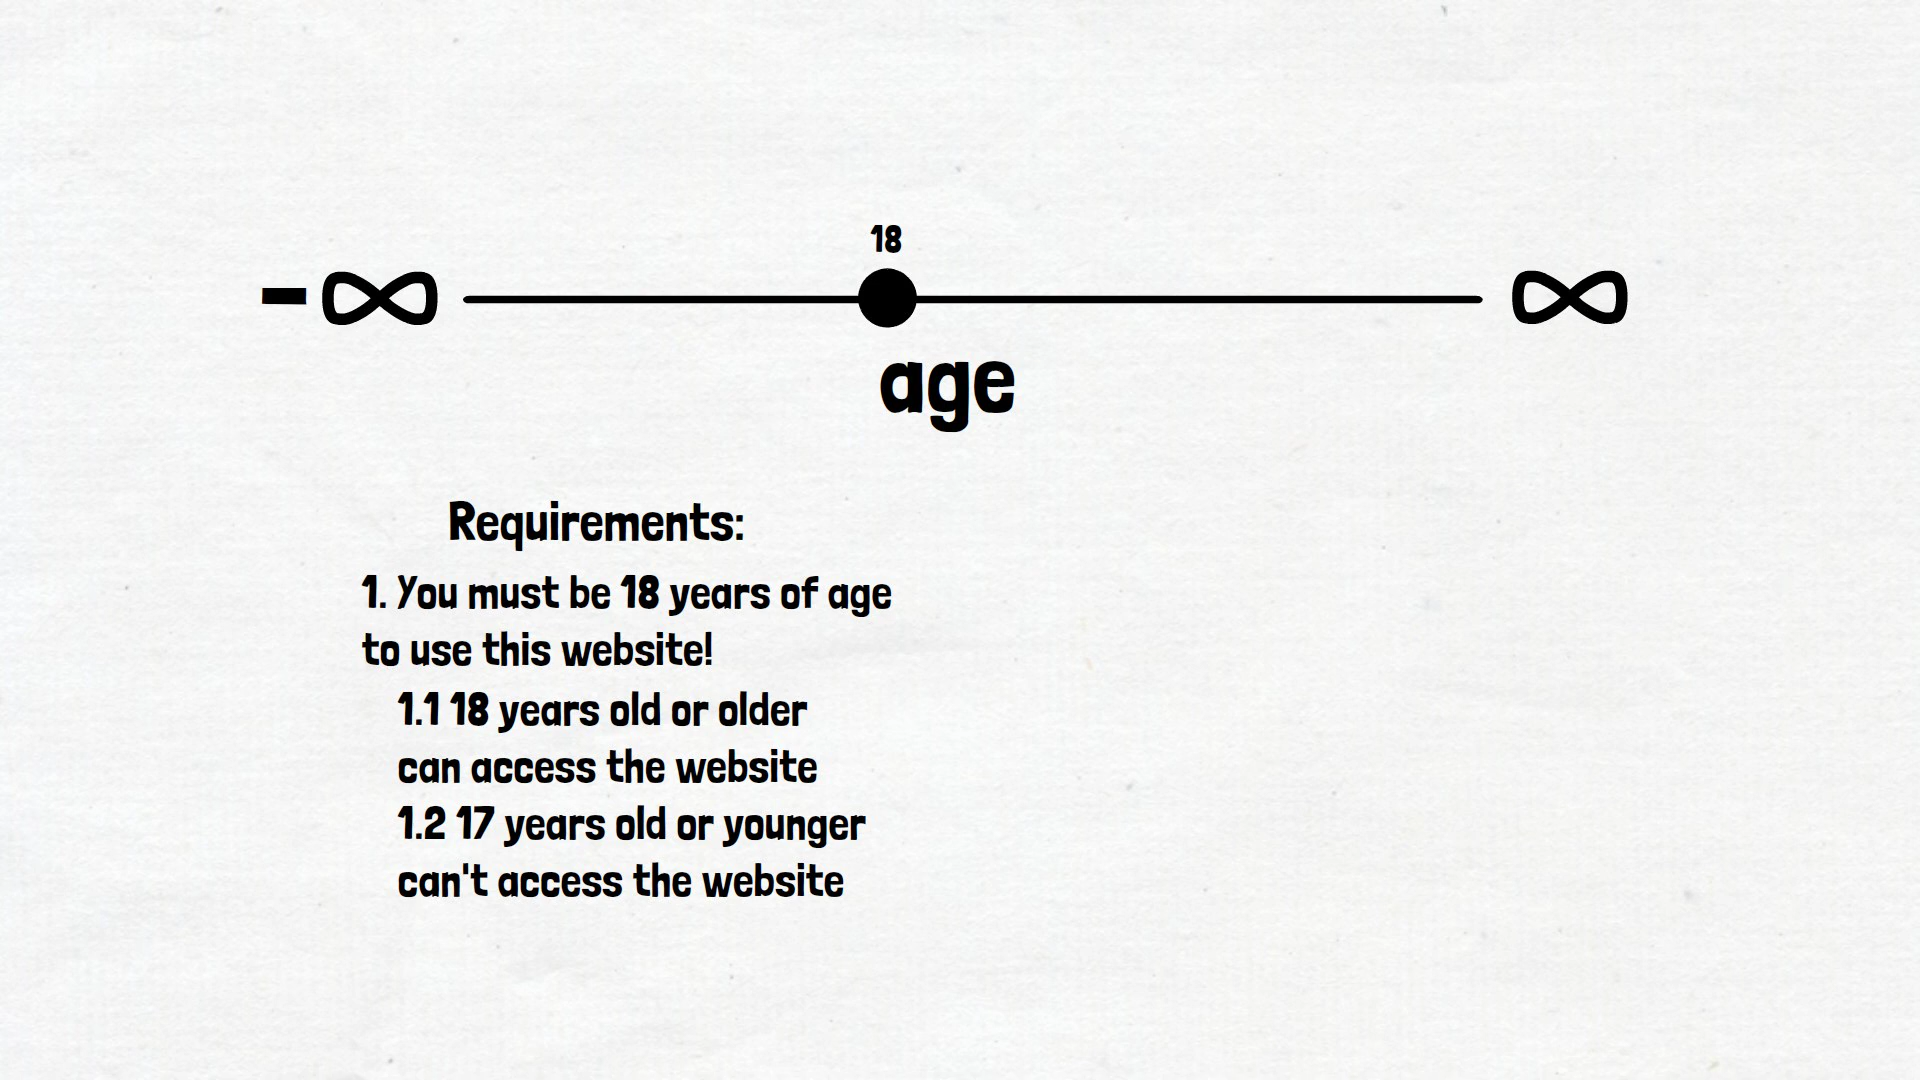 18
-∞ ∞
age
Requirements:
1. You must be 18 years of age
to use this website!
1.1 18 years old or older
can access the website
1.2 17 years old or younger
can't access the website